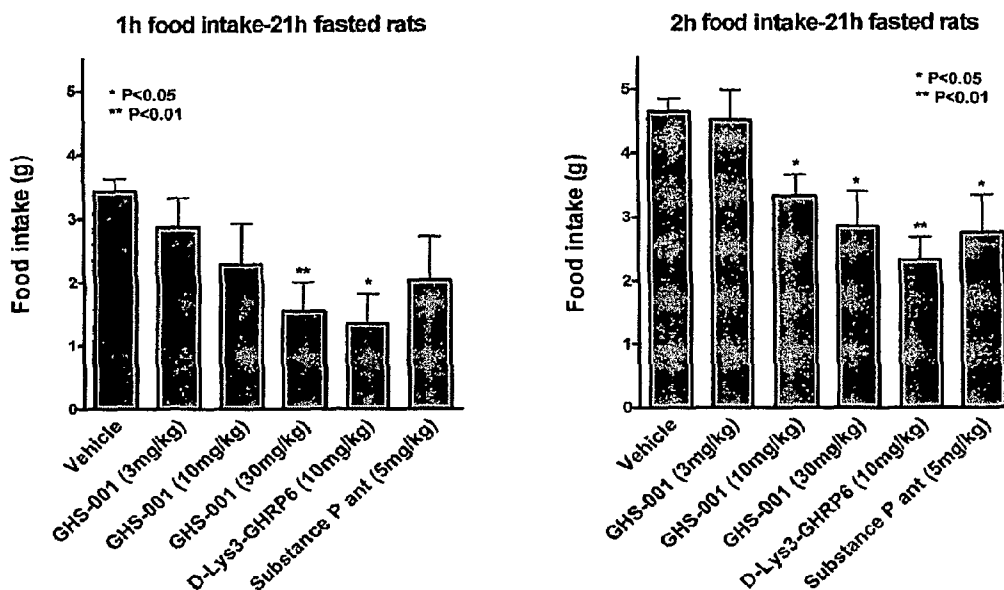 1h food intake-21h fasted rats
* P<0.05
** P<0.01
Food intake (g)
5
4
3
2
1
0
**
*
Vehicle
GHS-001 (3mg/kg)
GHS-001 (10mg/kg)
GHS-001 (30mg/kg)
D-Lys3-GHRP6 (10mg/kg)
Substance P ant (5mg/kg)
2h food intake-21h fasted rats
* P<0.05
** P<0.01
Food intake (g)
5
4
3
2
1
0
*
*
**
*
Vehicle
GHS-001 (3mg/kg)
GHS-001 (10mg/kg)
GHS-001 (30mg/kg)
D-Lys3-GHRP6 (10mg/kg)
Substance P ant (5mg/kg)